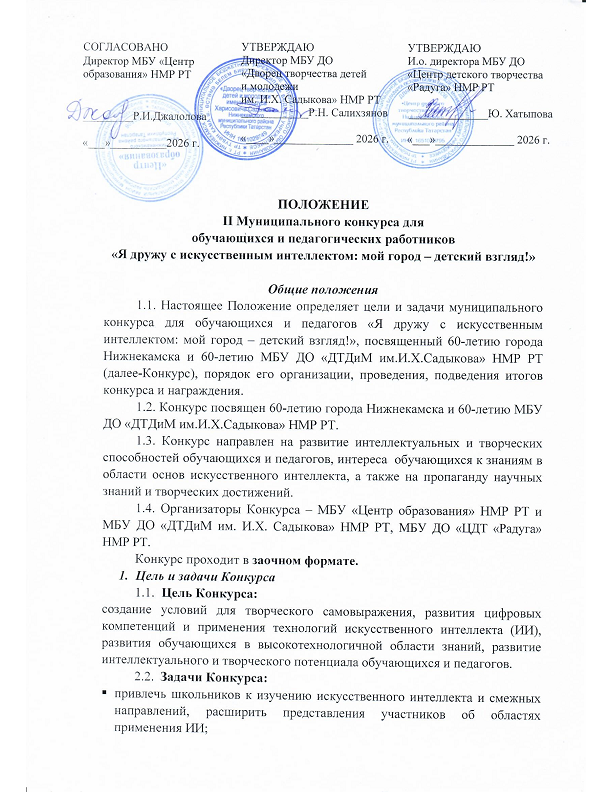 СОГЛАСОВАНО
Директор МБУ «Центр
образования» НМР РТ
Р.И.Джалолова
«___»__________ 2026 г.
УТВЕРЖДАЮ
Директор МБУ ДО
«Дворец творчества детей
и молодежи
им. И.Х. Садыкова» НМР РТ
Р.Н. Салихзянов
«___»__________ 2026 г.
УТВЕРЖДАЮ
И.о. директора МБУ ДО
«Центр детского творчества
«Радуга» НМР РТ
Ю. Хатыпова
«___»__________ 2026 г.
ПОЛОЖЕНИЕ
II Муниципального конкурса для
обучающихся и педагогических работников
«Я дружу с искусственным интеллектом: мой город – детский взгляд!»
Общие положения
1.1. Настоящее Положение определяет цели и задачи муниципального
конкурса для обучающихся и педагогов «Я дружу с искусственным
интеллектом: мой город – детский взгляд!», посвященный 60-летию города
Нижнекамска и 60-летию МБУ ДО «ДТДиМ им.И.Х.Садыкова» НМР РТ
(далее-Конкурс), порядок его организации, проведения, подведения итогов
конкурса и награждения.
1.2. Конкурс посвящен 60-летию города Нижнекамска и 60-летию МБУ
ДО «ДТДиМ им.И.Х.Садыкова» НМР РТ.
1.3. Конкурс направлен на развитие интеллектуальных и творческих
способностей обучающихся и педагогов, интереса обучающихся к знаниям в
области основ искусственного интеллекта, а также на пропаганду научных
знаний и творческих достижений.
1.4. Организаторы Конкурса – МБУ «Центр образования» НМР РТ и
МБУ ДО «ДТДиМ им. И.Х. Садыкова» НМР РТ, МБУ ДО «ЦДТ «Радуга»
НМР РТ.
Конкурс проходит в заочном формате.
1. Цель и задачи Конкурса
1.1. Цель Конкурса:
создание условий для творческого самовыражения, развития цифровых
компетенций и применения технологий искусственного интеллекта (ИИ),
развития обучающихся в высокотехнологичной области знаний, развитие
интеллектуального и творческого потенциала обучающихся и педагогов.
2.2. Задачи Конкурса:
▪ привлечь школьников к изучению искусственного интеллекта и смежных
направлений, расширить представления участников об областях
применения ИИ;